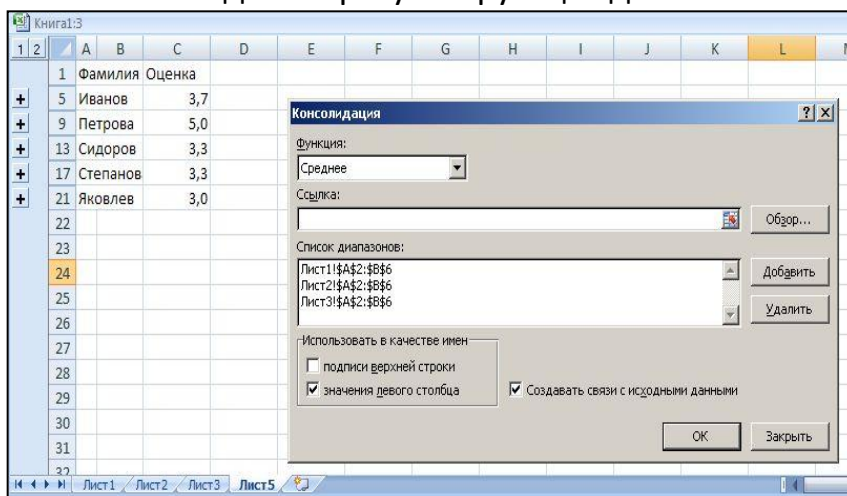 Книга1:3
1 2 A B C D E F G H I J K L
1 Фамилия Оценка
5 Иванов 3,7
9 Петрова 5,0
13 Сидоров 3,3
17 Степанов 3,3
21 Яковлев 3,0
22
23
24
25
26
27
28
29
30
31
32
Консолидация
Функция:
Среднее
Ссылка:
Обзор...
Список диапазонов:
Лист1!$A$2:$B$6
Лист2!$A$2:$B$6
Лист3!$A$2:$B$6
Добавить
Удалить
Использовать в качестве имен
подписи верхней строки
значения левого столбца
Создавать связи с исходными данными
ОК
Закрыть
Лист1 Лист2 Лист3 Лист5